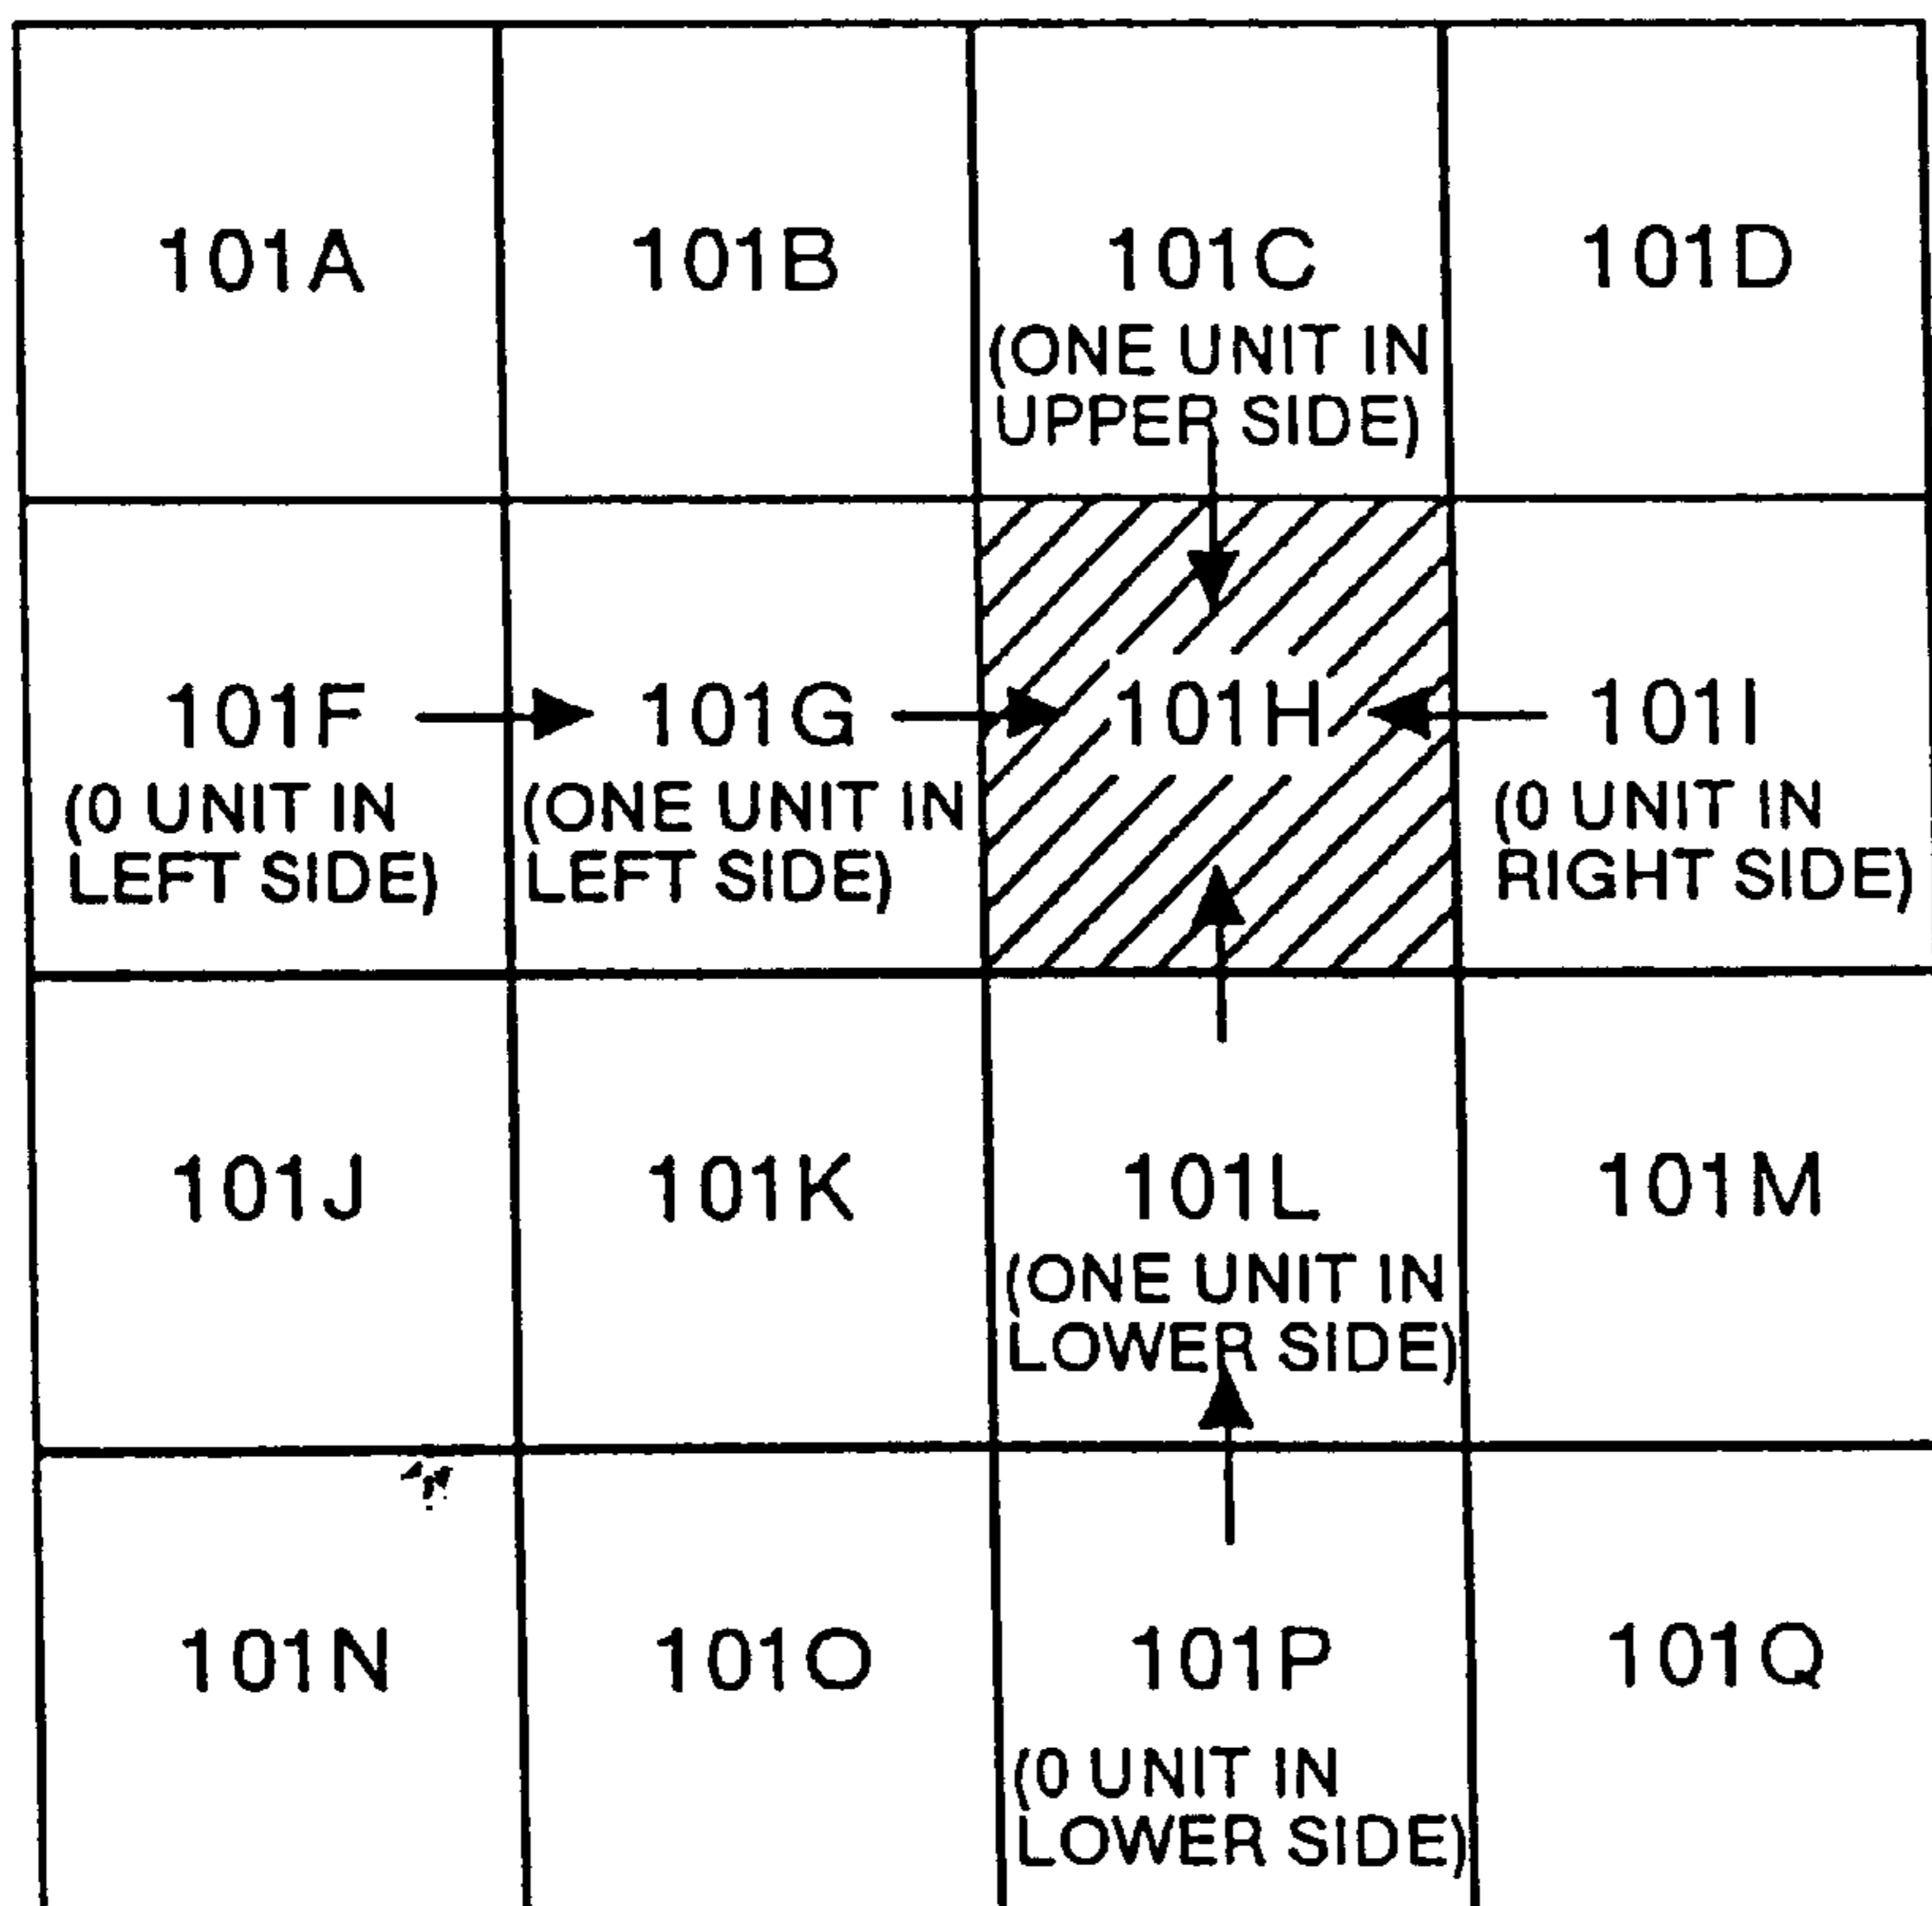 101A 101B 101C 101D
(ONE UNIT IN
UPPER SIDE)
101F 101G 101H 101I
(0 UNIT IN
LEFT SIDE)
(ONE UNIT IN
LEFT SIDE)
(0 UNIT IN
RIGHT SIDE)
101J 101K 101L 101M
(ONE UNIT IN
LOWER SIDE)
101N 101O 101P 101Q
(0 UNIT IN
LOWER SIDE)